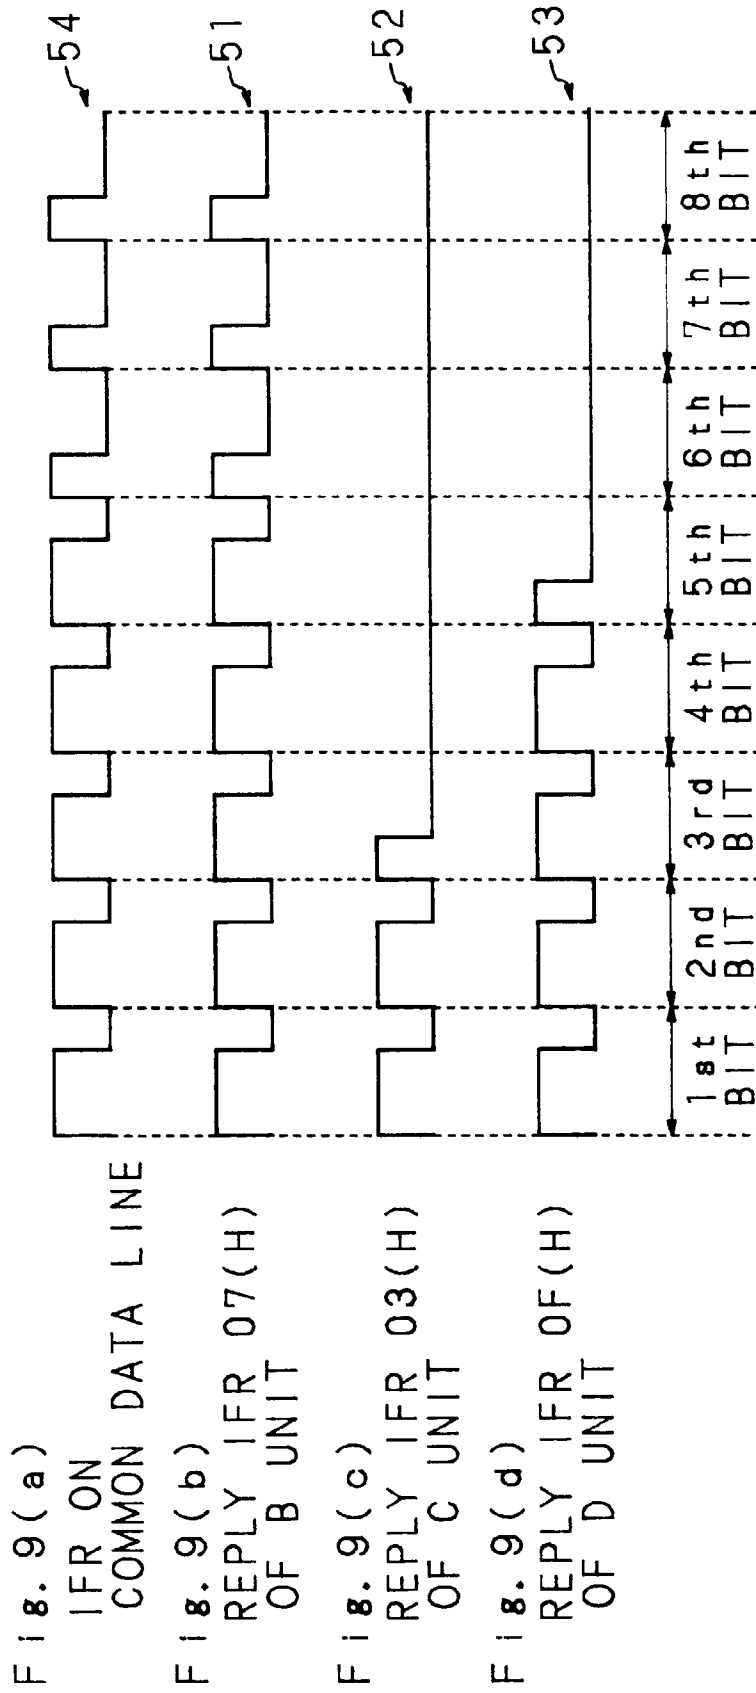 Fig. 9(a)
IFR ON
COMMON DATA LINE
54
Fig. 9(b)
REPLY IFR 07(H)
OF B UNIT
51
Fig. 9(c)
REPLY IFR 03(H)
OF C UNIT
52
Fig. 9(d)
REPLY IFR 0F(H)
OF D UNIT
53
1st
BIT
2nd
BIT
3rd
BIT
4th
BIT
5th
BIT
6th
BIT
7th
BIT
8th
BIT